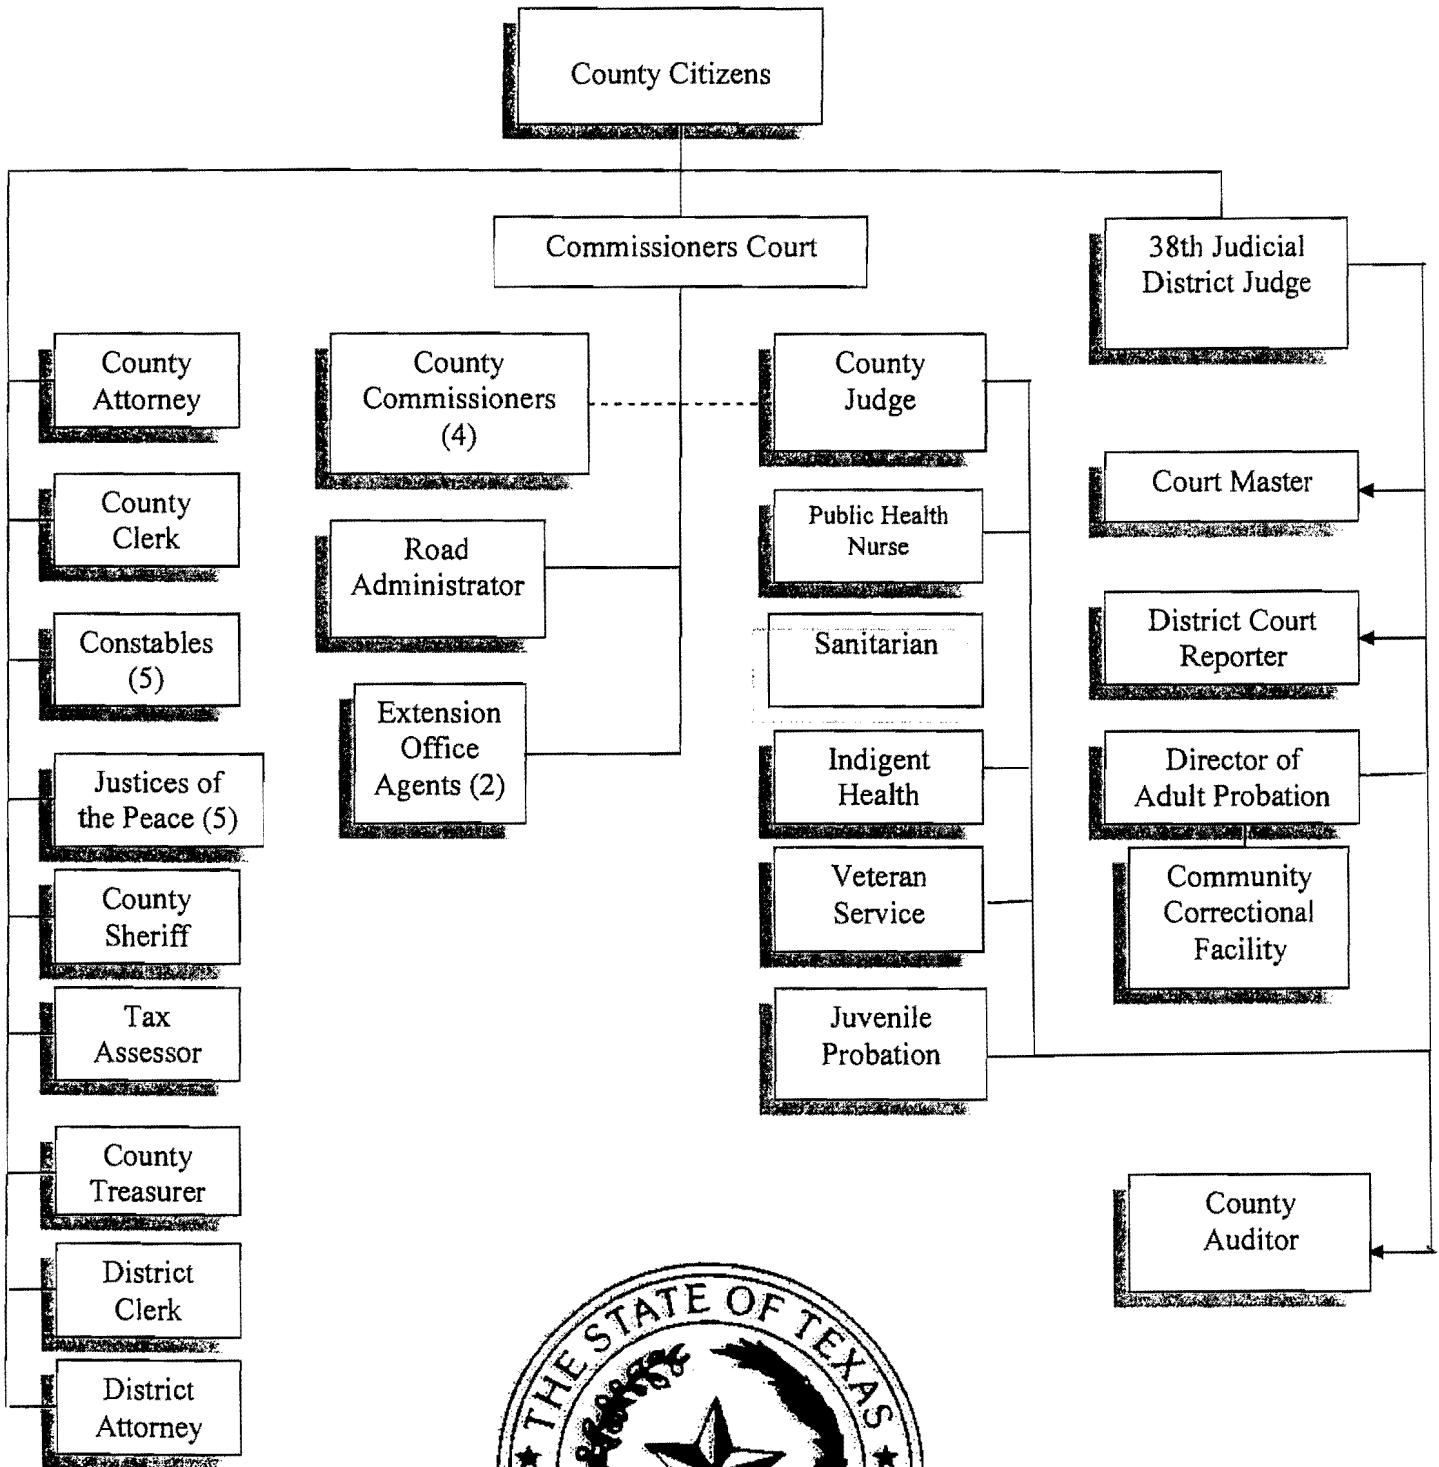 County Citizens
Commissioners Court
38th Judicial
District Judge
County
Attorney
County
Clerk
Constables
(5)
Justices of
the Peace (5)
County
Sheriff
Tax
Assessor
County
Treasurer
District
Clerk
District
Attorney
County
Commissioners
(4)
Road
Administrator
Extension
Office
Agents (2)
County
Judge
Public Health
Nurse
Sanitarian
Indigent
Health
Veteran
Service
Juvenile
Probation
Court Master
District Court
Reporter
Director of
Adult Probation
Community
Correctional
Facility
County
Auditor
THE STATE OF TEXAS